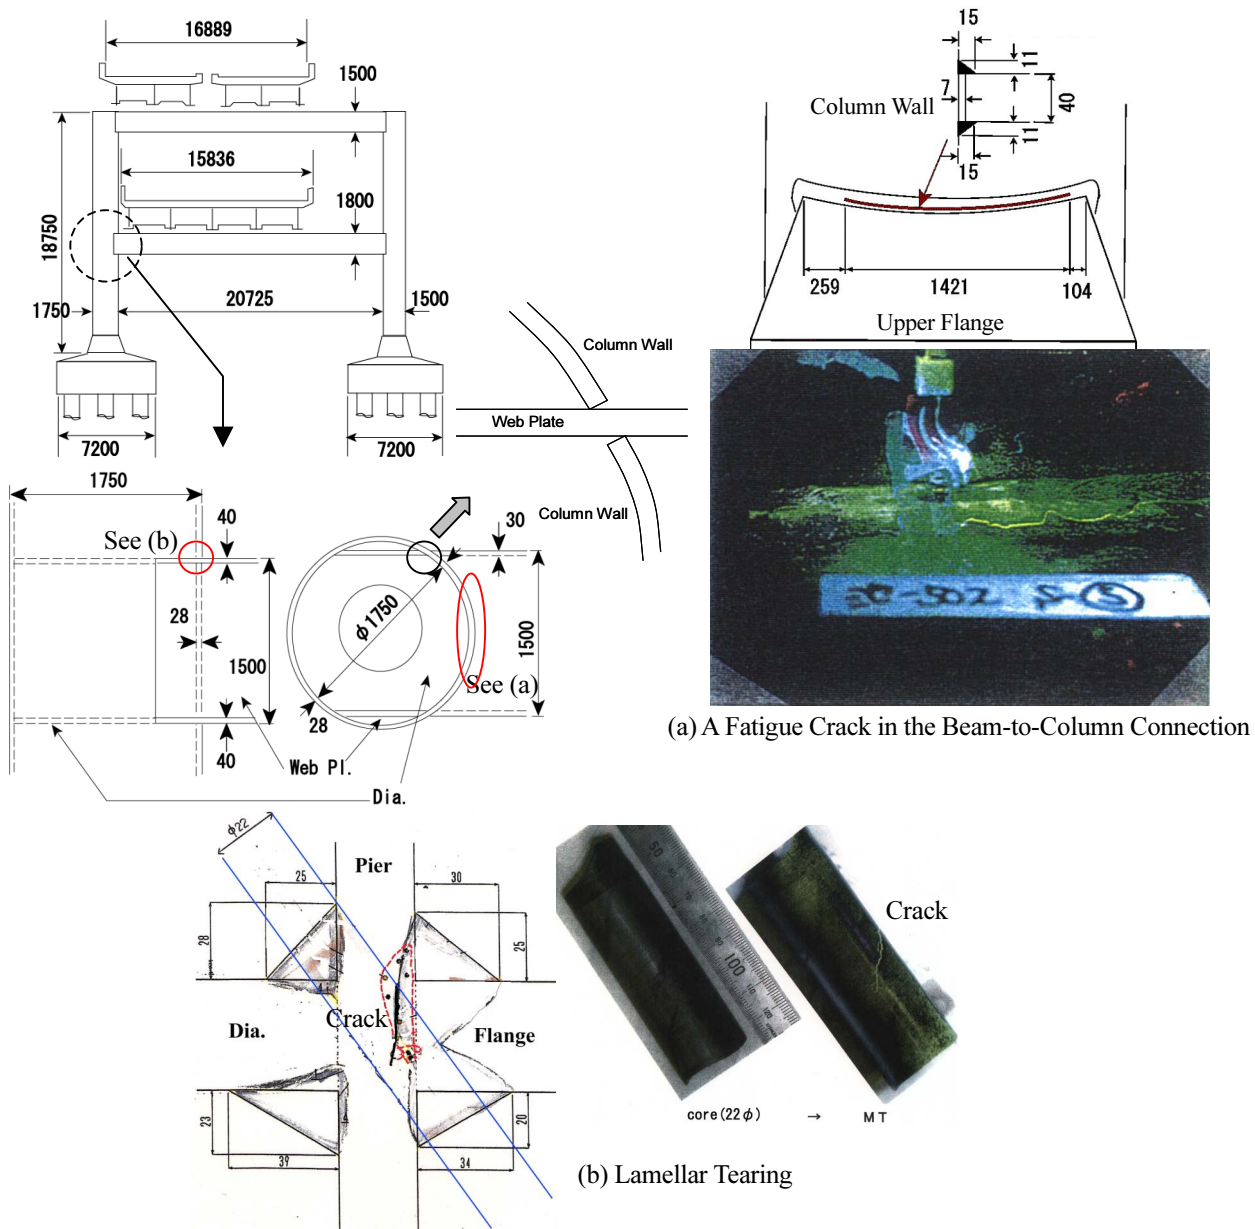 16889
1500
15836
1800
18750
1750
20725
1500
7200
7200
15
11
7
40
Column Wall
11
15
259
1421
104
Upper Flange
Column Wall
Web Plate
Column Wall
1750
40
See (b)
28
1500
40
30
φ1750
1500
See (a)
28
Web Pl.
Dia.
(a) A Fatigue Crack in the Beam-to-Column Connection
φ22
Pier
25
30
28
25
Dia.
Crack
Flange
23
39
20
34
Crack
50
100
core(22φ) → MT
(b) Lamellar Tearing